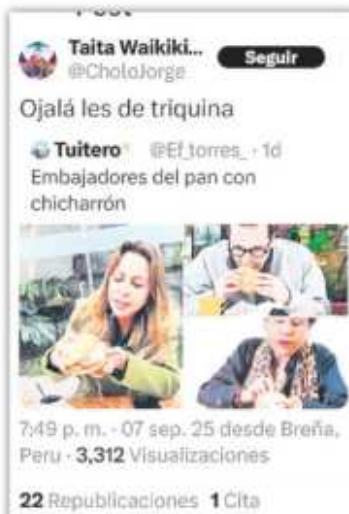 Post
Taita Waikiki...
Seguir
@CholoJorge
Ojalá les de triquina
Tuitero @Ef_torres_ · 1d
Embajadores del pan con
chicharrón
7:49 p. m. · 07 sep. 25 desde Breña,
Peru · 3,312 Visualizaciones
22 Republicaciones 1 Cita